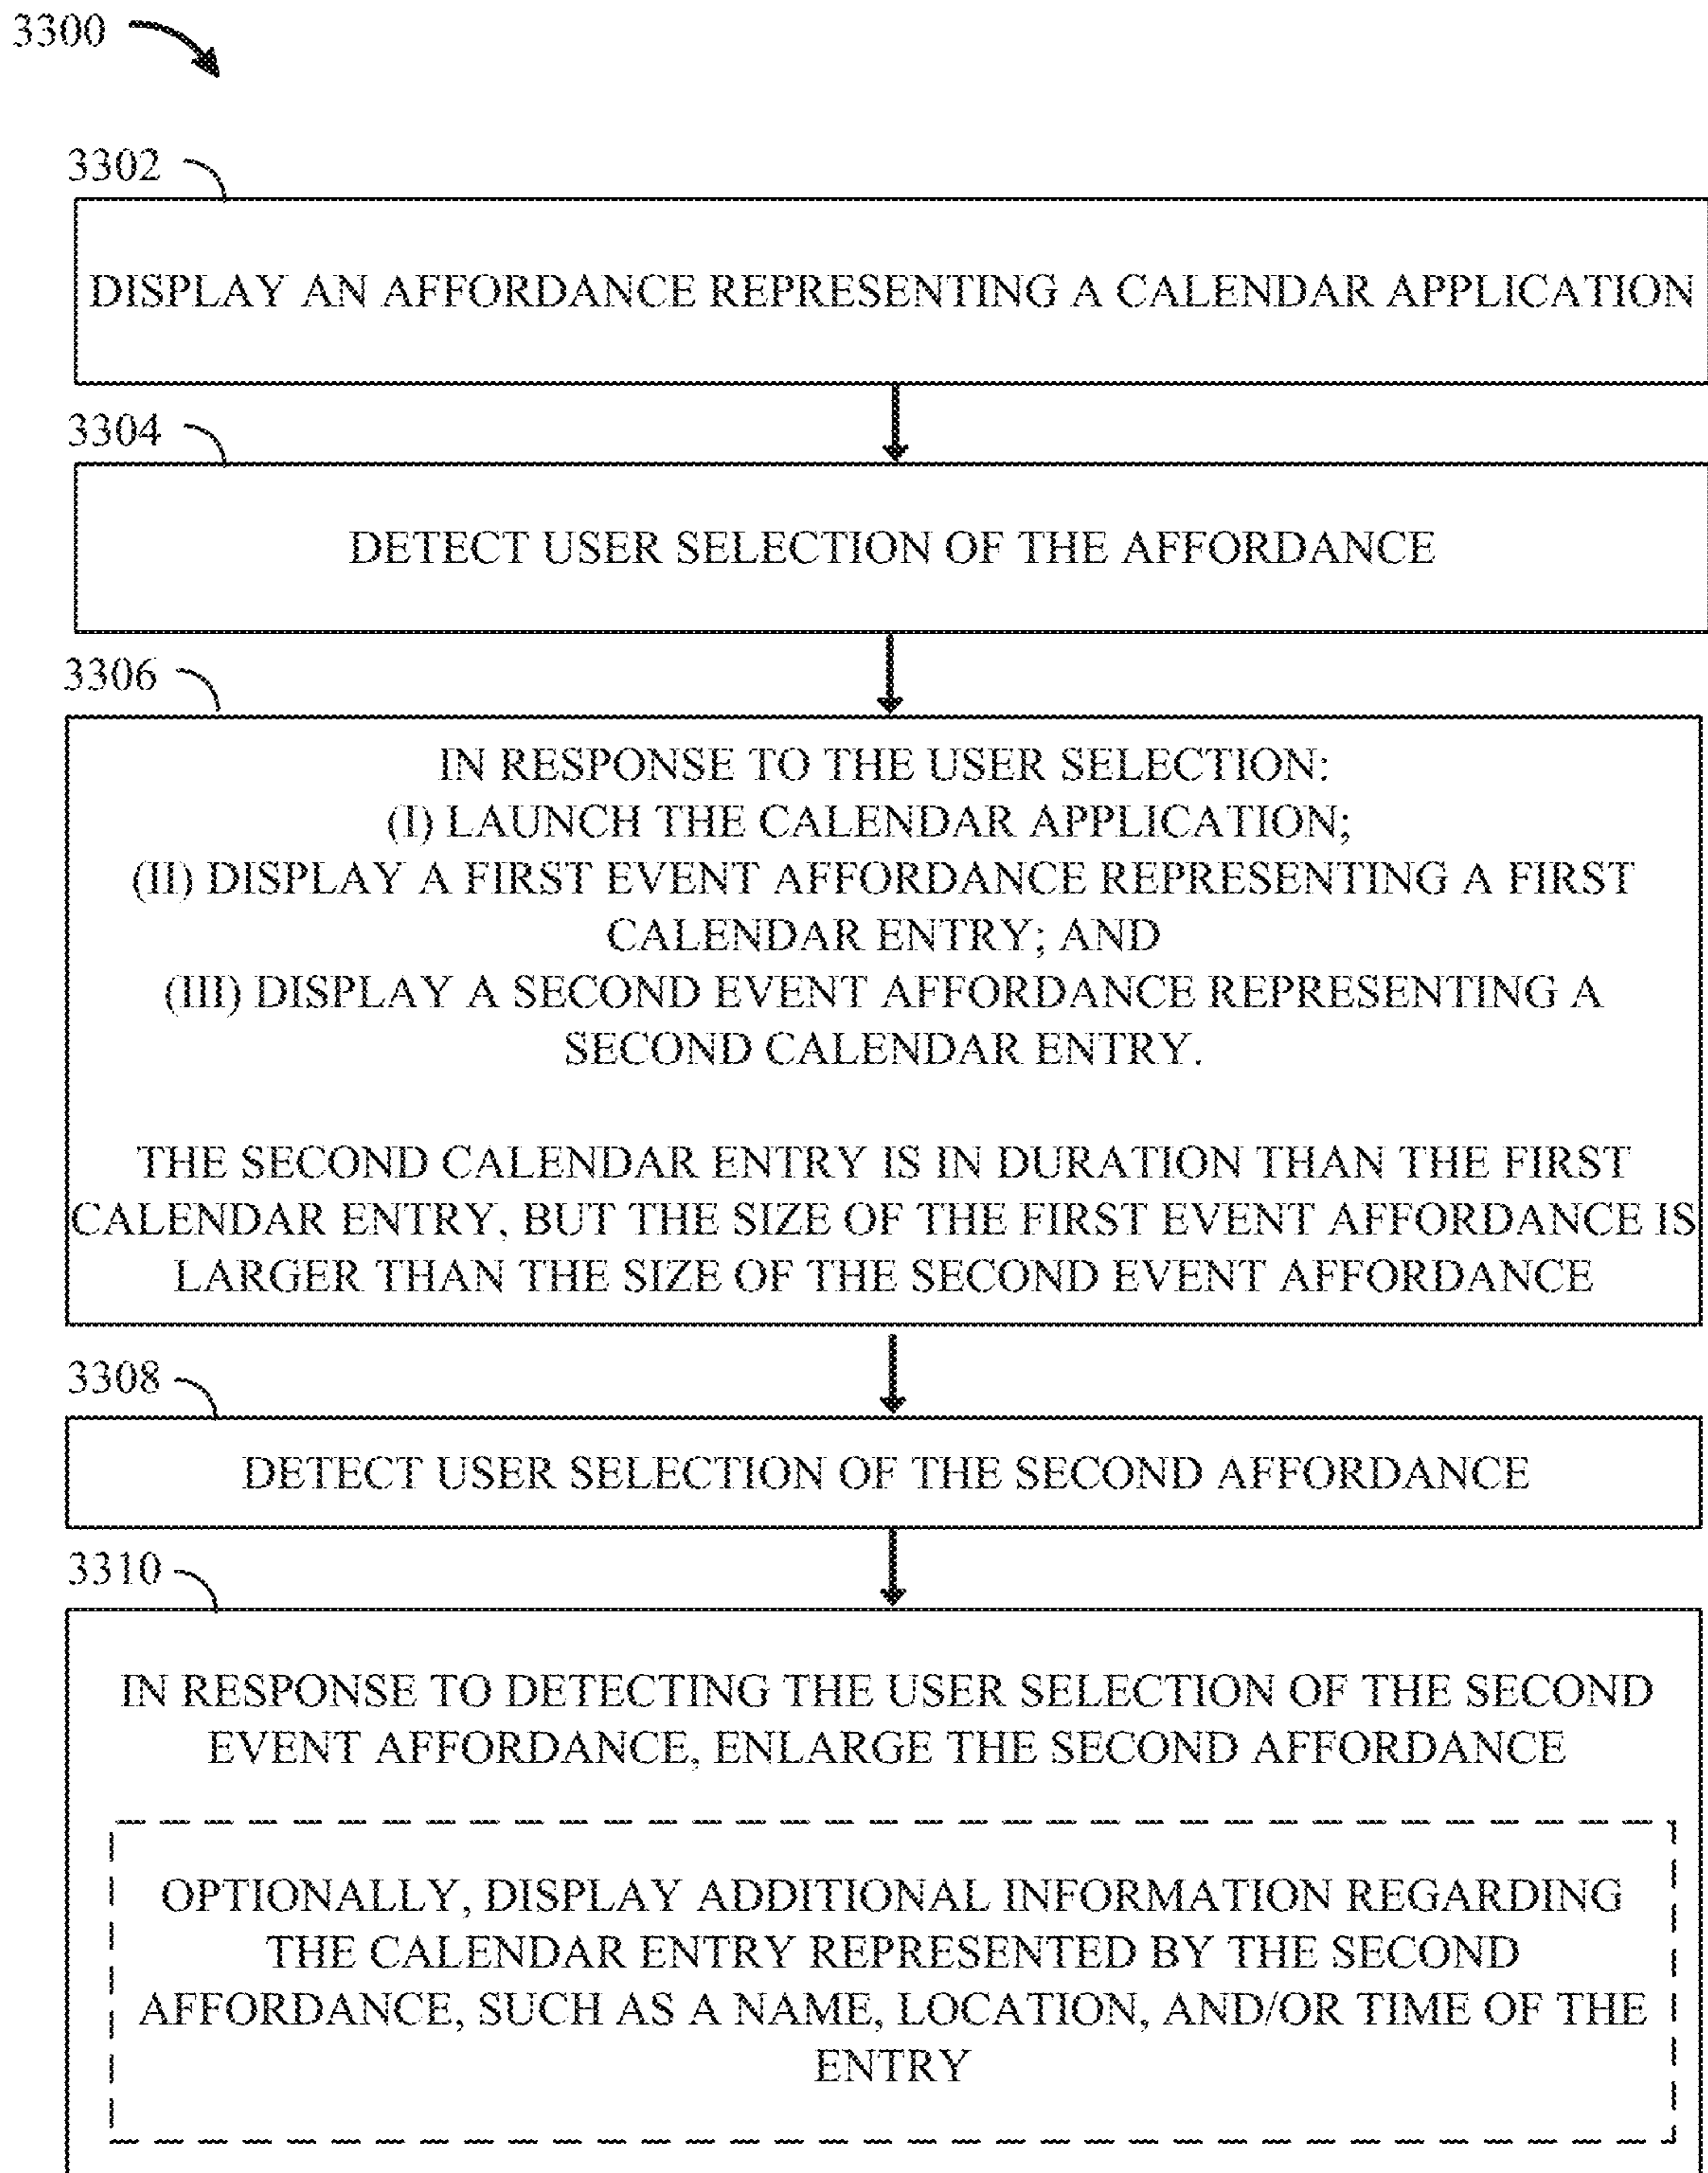 3300
3302
DISPLAY AN AFFORDANCE REPRESENTING A CALENDAR APPLICATION
3304
DETECT USER SELECTION OF THE AFFORDANCE
3306
IN RESPONSE TO THE USER SELECTION:
(I) LAUNCH THE CALENDAR APPLICATION;
(II) DISPLAY A FIRST EVENT AFFORDANCE REPRESENTING A FIRST
CALENDAR ENTRY; AND
(III) DISPLAY A SECOND EVENT AFFORDANCE REPRESENTING A
SECOND CALENDAR ENTRY.
THE SECOND CALENDAR ENTRY IS IN DURATION THAN THE FIRST
CALENDAR ENTRY, BUT THE SIZE OF THE FIRST EVENT AFFORDANCE IS
LARGER THAN THE SIZE OF THE SECOND EVENT AFFORDANCE
3308
DETECT USER SELECTION OF THE SECOND AFFORDANCE
3310
IN RESPONSE TO DETECTING THE USER SELECTION OF THE SECOND
EVENT AFFORDANCE, ENLARGE THE SECOND AFFORDANCE
OPTIONALLY, DISPLAY ADDITIONAL INFORMATION REGARDING
THE CALENDAR ENTRY REPRESENTED BY THE SECOND
AFFORDANCE, SUCH AS A NAME, LOCATION, AND/OR TIME OF THE
ENTRY